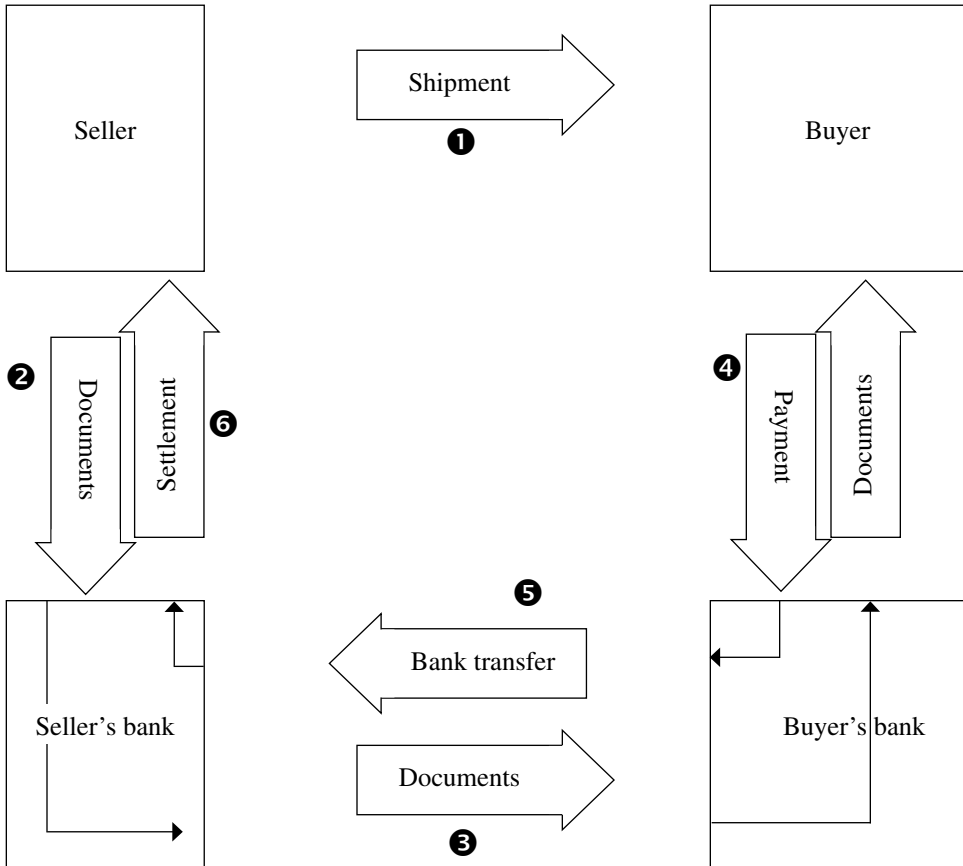 Shipment
Seller
Buyer
❶
❷
Documents
Settlement
❻
❹
Payment
Documents
❺
Bank transfer
Seller’s bank
Buyer’s bank
Documents
❸